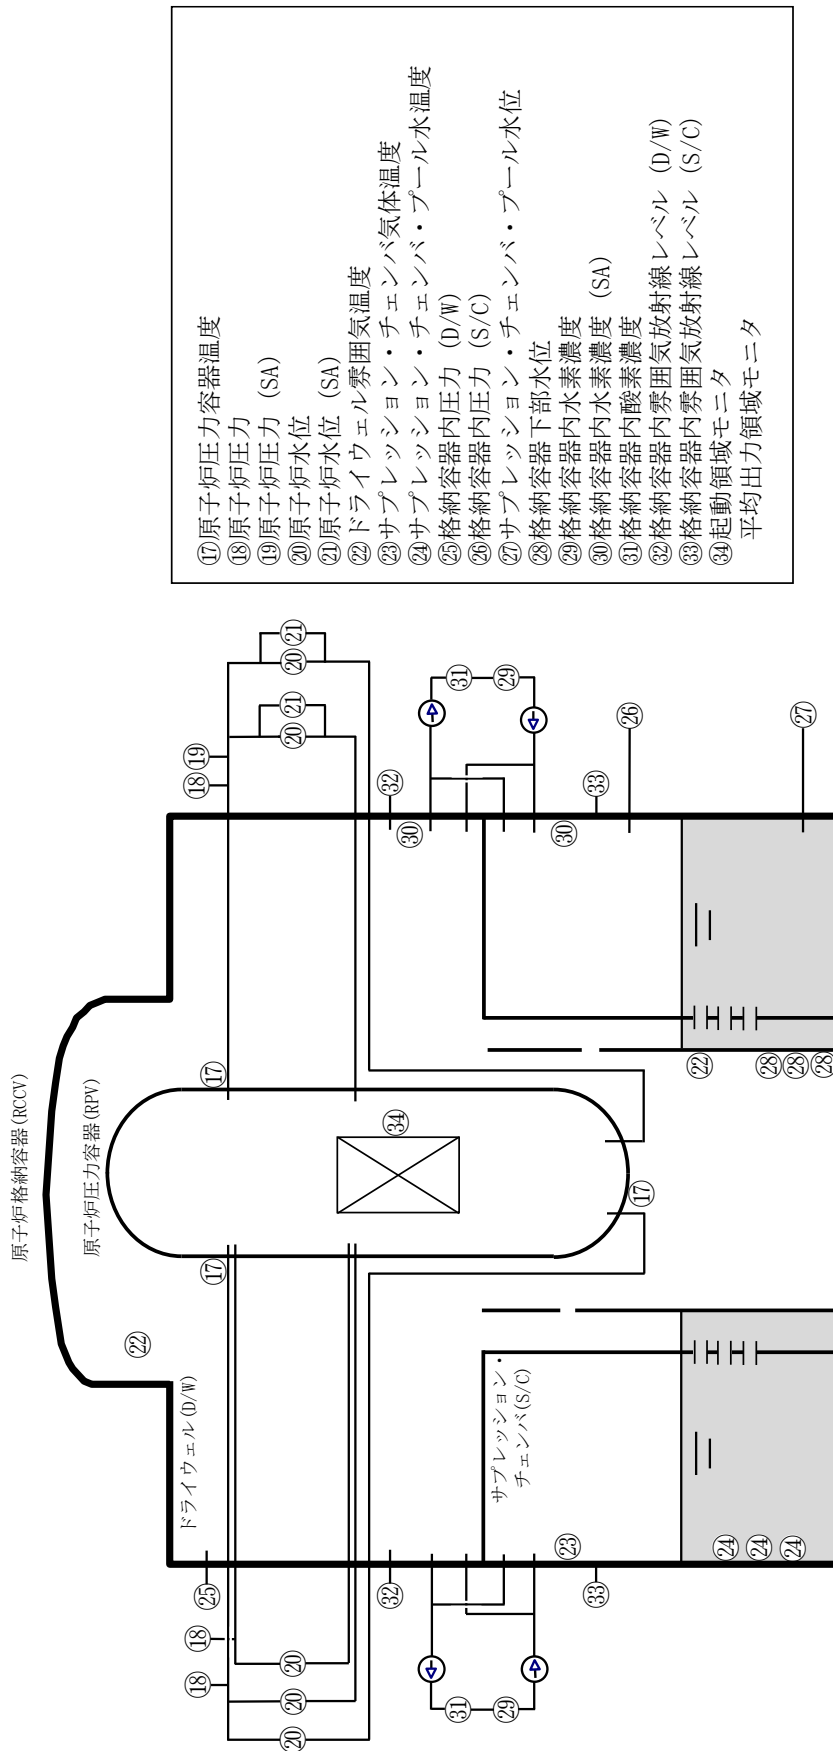 ⑰原子炉圧力容器温度
⑱原子炉圧力
⑲原子炉圧力 (SA)
⑳原子炉水位
㉑原子炉水位 (SA)
㉒ドライウェル雰囲気温度
㉓サプレッション・チェンバ気体温度
㉔サプレッション・チェンバ・プール水温度
㉕格納容器内圧力 (D/W)
㉖格納容器内圧力 (S/C)
㉗サプレッション・チェンバ・プール水位
㉘格納容器下部水位
㉙格納容器内水素濃度
㉚格納容器内水素濃度 (SA)
㉛格納容器内酸素濃度
㉜格納容器内雰囲気放射線レベル (D/W)
㉝格納容器内雰囲気放射線レベル (S/C)
㉞起動領域モニタ
平均出力領域モニタ
原子炉格納容器(RCCV)
原子炉圧力容器(RPV)
ドライウェル(D/W)
サプレッション・
チェンバ(S/C)
㉑
⑳
㉑
⑳
⑲
⑱
㉛
㉙
㉜
㉚
㉚
㉝
㉖
㉗
⑰
㉞
⑰
⑰
㉒
㉒
㉘
㉘
㉘
㉕
⑱
⑱
⑳
⑳
⑳
㉜
㉛
㉙
㉓
㉝
㉔
㉔
㉔